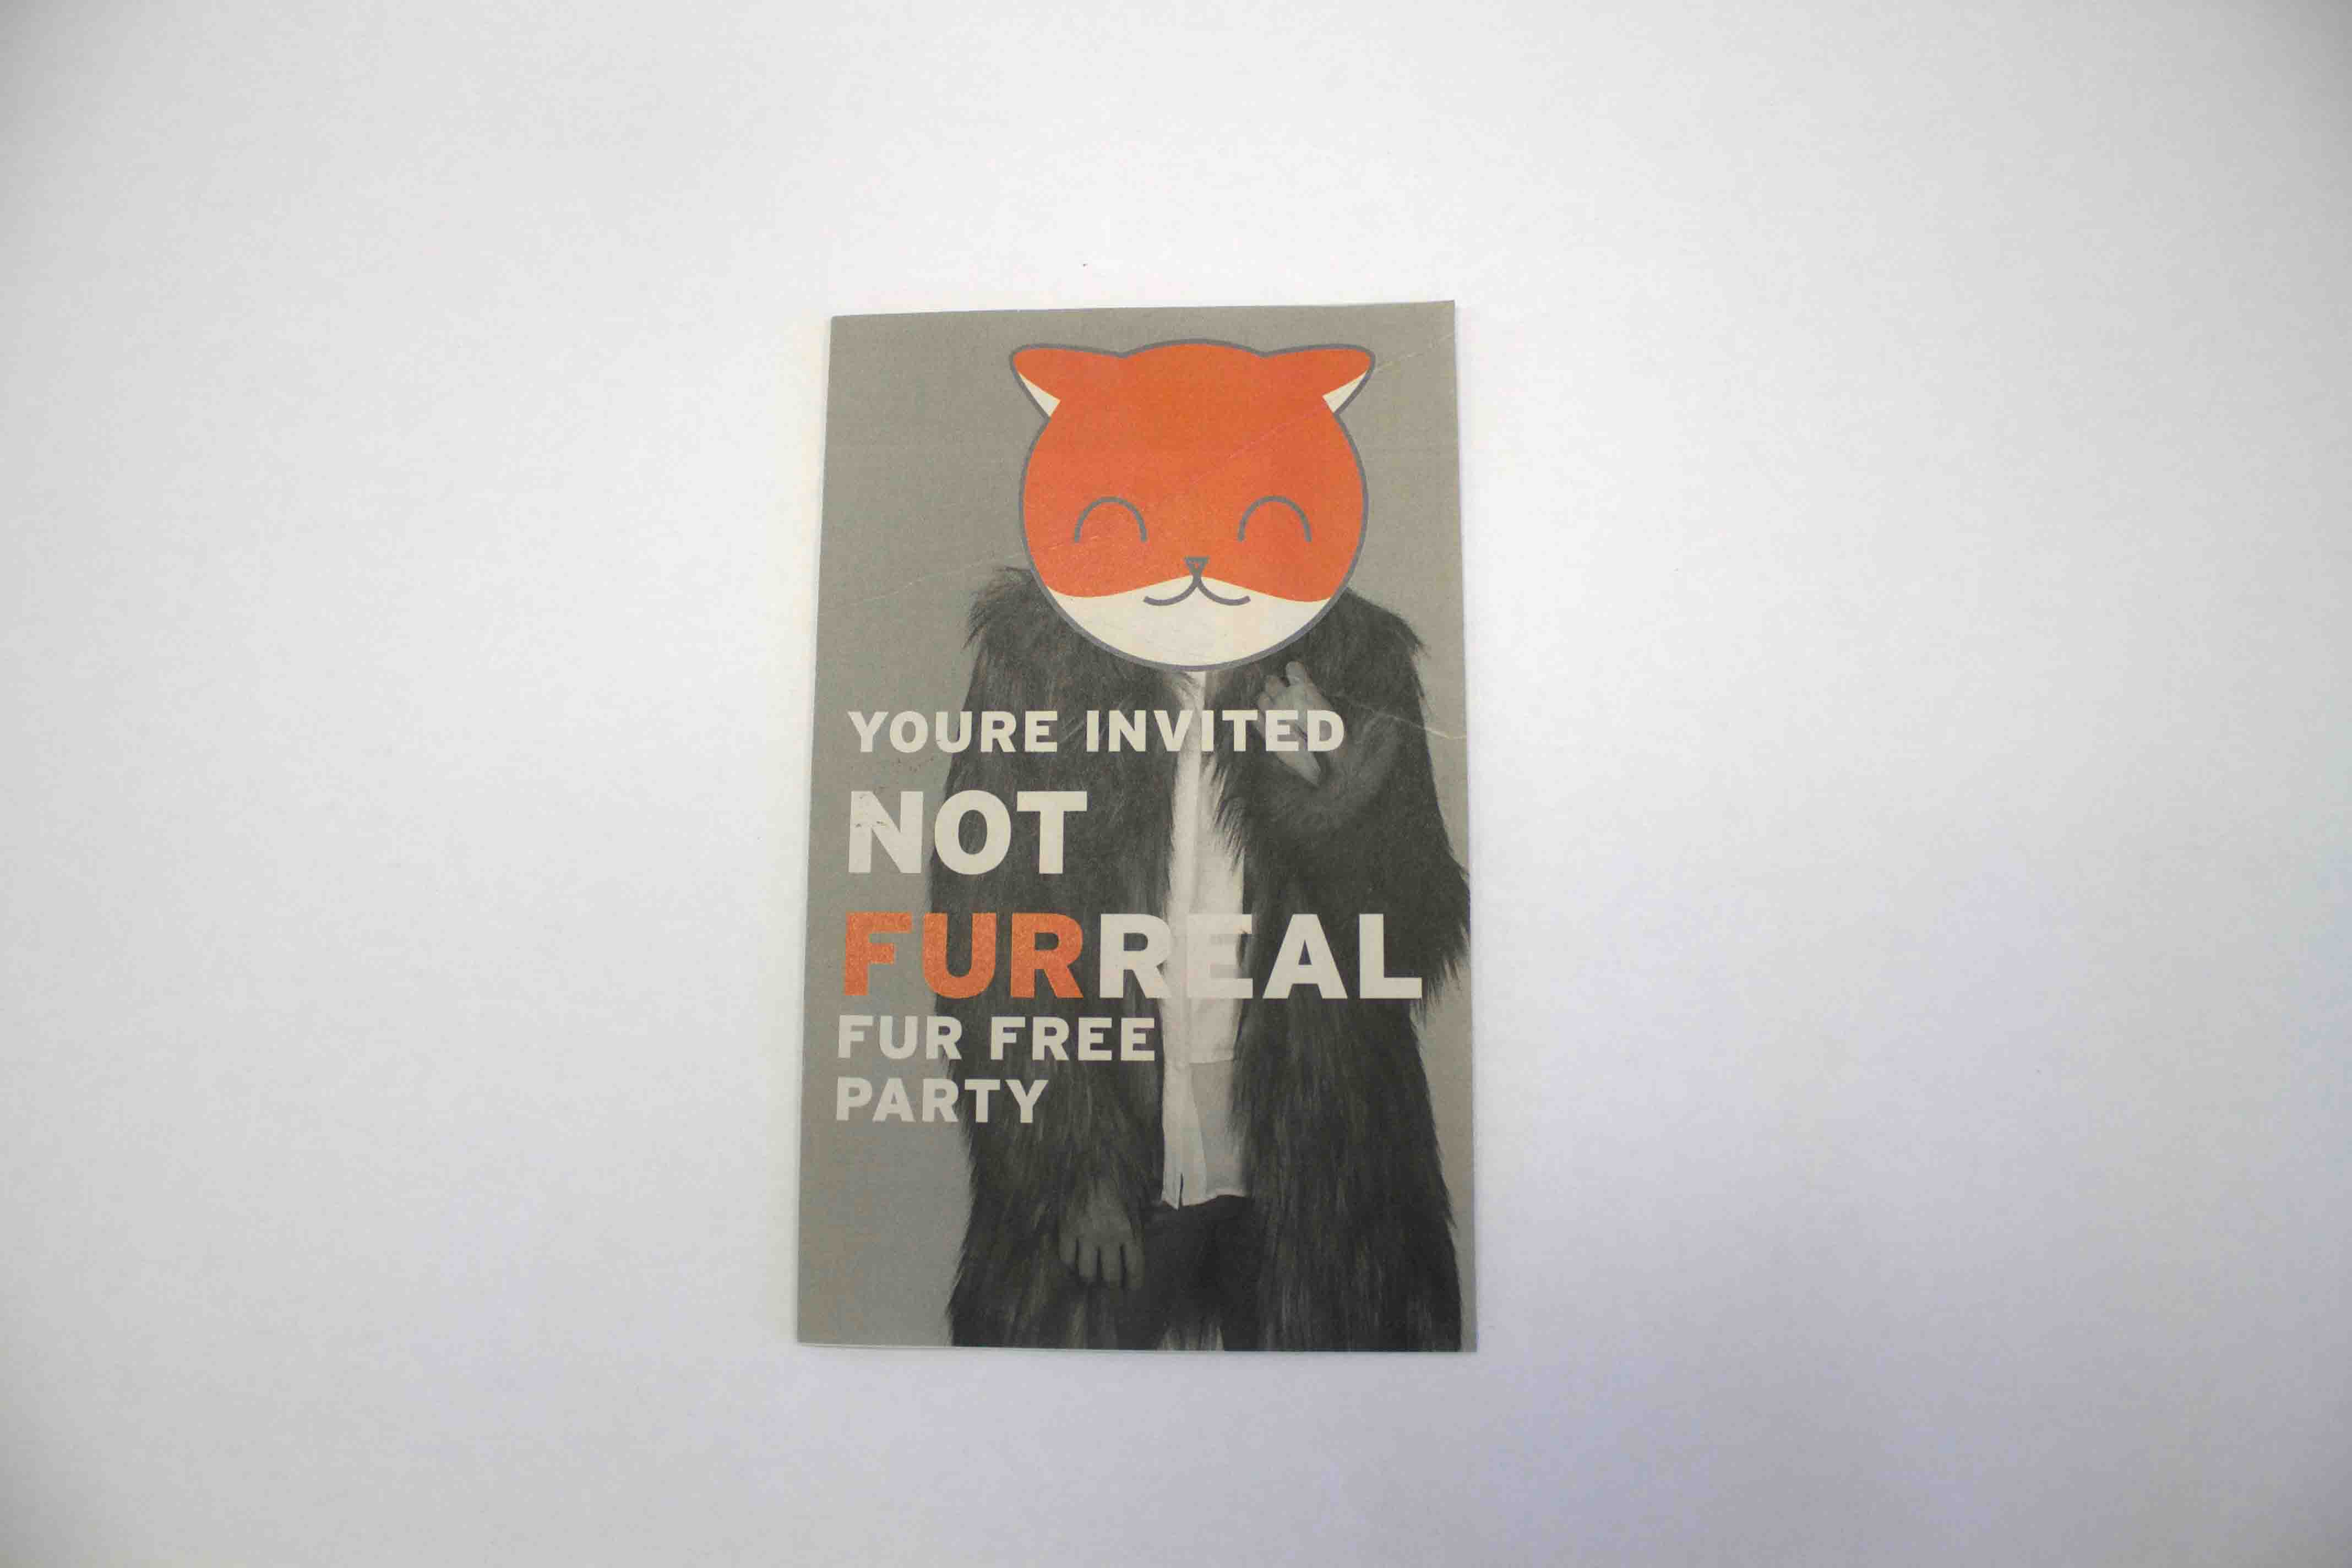 YOURE INVITED
NOT
FURREAL
FUR FREE
PARTY